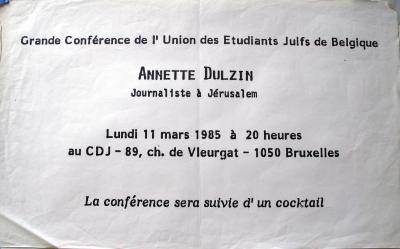 Grande Conférence de l' Union des Etudiants Juifs de Belgique
ANNETTE DULZIN
Journaliste à Jérusalem
Lundi 11 mars 1985 à 20 heures
au CDJ - 89, ch. de Vleurgat - 1050 Bruxelles
La conférence sera suivie d' un cocktail